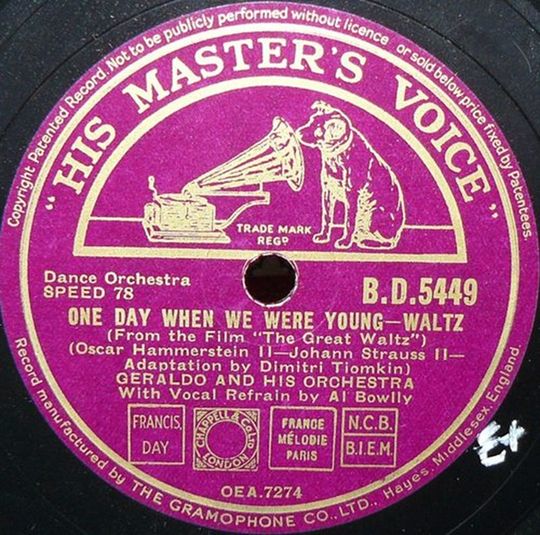 Copyright Patented Record. Not to be publicly performed without licence or sold below price fixed by Patentees.
"HIS MASTER'S VOICE"
TRADE MARK
REGD
Dance Orchestra
SPEED 78
B.D.5449
ONE DAY WHEN WE WERE YOUNG—WALTZ
(From the Film "The Great Waltz")
(Oscar Hammerstein II—Johann Strauss II—
Adaptation by Dimitri Tiomkin)
GERALDO AND HIS ORCHESTRA
With Vocal Refrain by Al Bowlly
FRANCIS,
DAY
CHAPPELL & Co LTD
LONDON
FRANCE
MÉLODIE
PARIS
N.C.B.
B.I.E.M.
OEA.7274
Record manufactured by THE GRAMOPHONE CO., LTD., Hayes, Middlesex, England.
E+